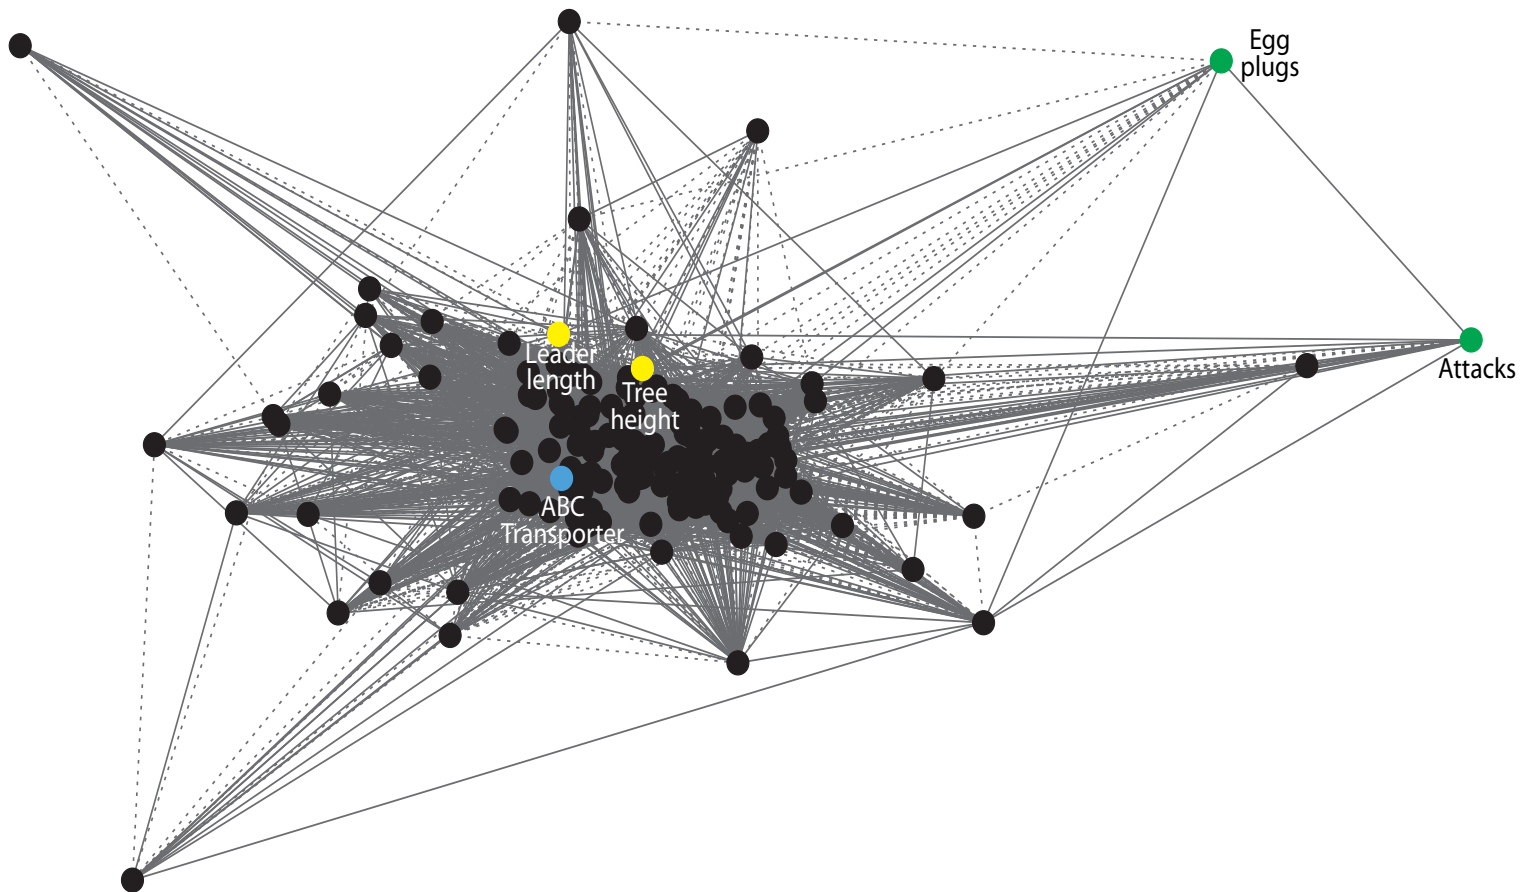 Egg
plugs
Leader
length
Tree
height
Attacks
ABC
Transporter